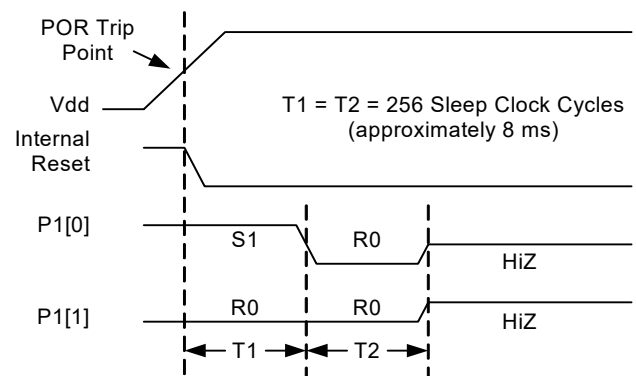 POR Trip
Point
Vdd
T1 = T2 = 256 Sleep Clock Cycles
(approximately 8 ms)
Internal
Reset
P1[0]
S1
R0
HiZ
P1[1]
R0
R0
HiZ
T1
T2